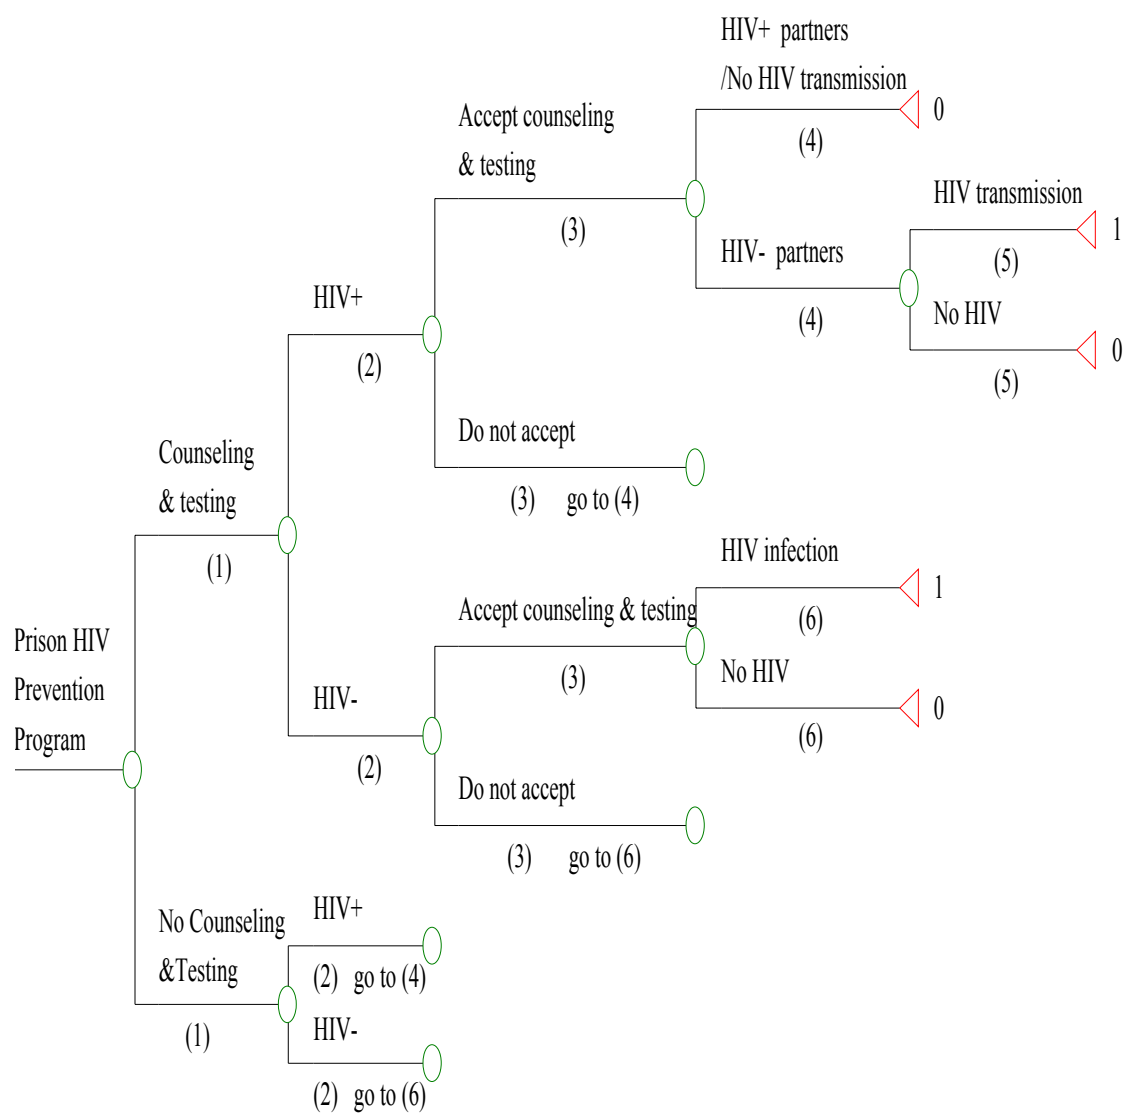 HIV+ partners
/No HIV transmission
0
(4)
Accept counseling
& testing
(3)
HIV transmission
1
(5)
HIV- partners
(4)
No HIV
0
(5)
HIV+
(2)
Do not accept
(3) go to (4)
Counseling
& testing
(1)
HIV infection
1
(6)
Accept counseling & testing
(3)
No HIV
0
(6)
Prison HIV
Prevention
Program
HIV-
(2)
Do not accept
(3) go to (6)
No Counseling
&Testing
(1)
HIV+
(2) go to (4)
HIV-
(2) go to (6)